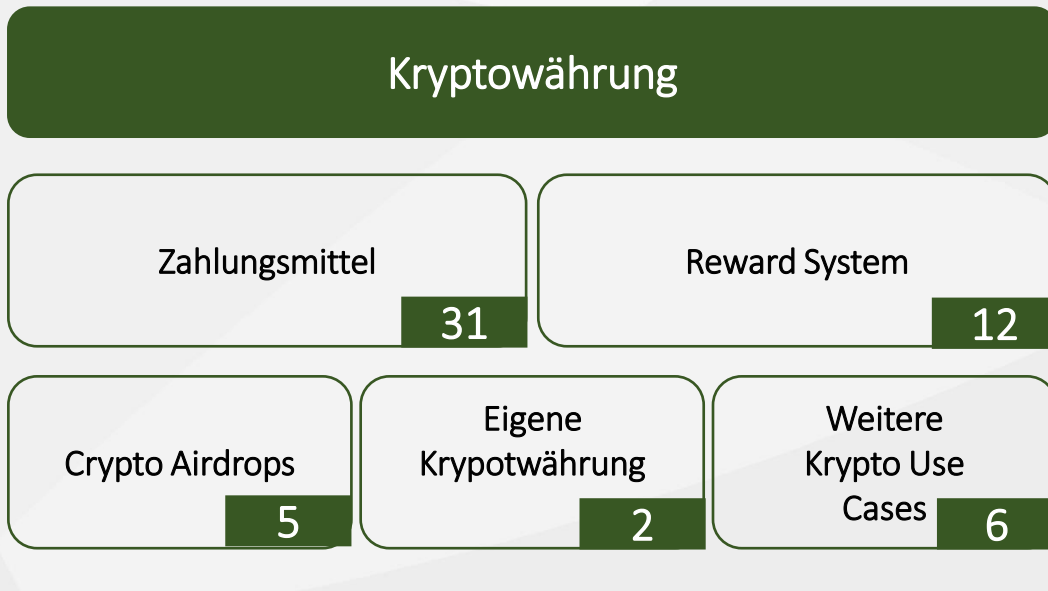 Kryptowährung
Zahlungsmittel
31
Reward System
12
Crypto Airdrops
5
Eigene
Krypotwährung
2
Weitere
Krypto Use
Cases
6